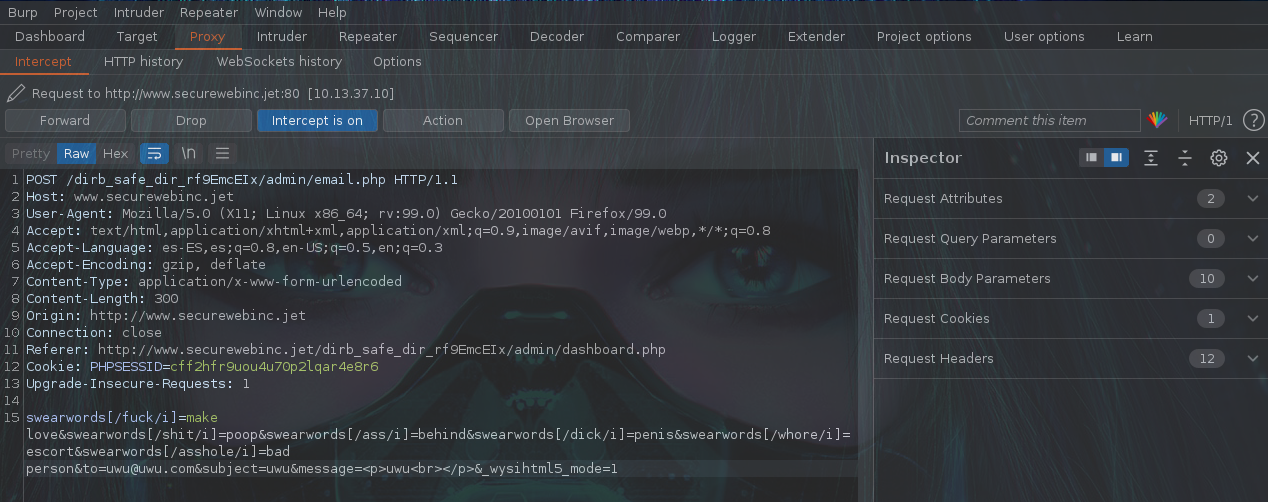 Burp Project Intruder Repeater Window Help
Dashboard Target Proxy Intruder Repeater Sequencer Decoder Comparer Logger Extender Project options User options Learn
Intercept HTTP history WebSockets history Options
Request to http://www.securewebinc.jet:80 [10.13.37.10]
Forward Drop Intercept is on Action Open Browser Comment this item HTTP/1 ?
Pretty Raw Hex \n
Inspector
1 POST /dirb_safe_dir_rf9EmcEIx/admin/email.php HTTP/1.1
2 Host: www.securewebinc.jet
3 User-Agent: Mozilla/5.0 (X11; Linux x86_64; rv:99.0) Gecko/20100101 Firefox/99.0
4 Accept: text/html,application/xhtml+xml,application/xml;q=0.9,image/avif,image/webp,*/*;q=0.8
5 Accept-Language: es-ES,es;q=0.8,en-US;q=0.5,en;q=0.3
6 Accept-Encoding: gzip, deflate
7 Content-Type: application/x-www-form-urlencoded
8 Content-Length: 300
9 Origin: http://www.securewebinc.jet
10 Connection: close
11 Referer: http://www.securewebinc.jet/dirb_safe_dir_rf9EmcEIx/admin/dashboard.php
12 Cookie: PHPSESSID=cff2hfr9uou4u70p2lqar4e8r6
13 Upgrade-Insecure-Requests: 1
14
15 swearwords[/fuck/i]=make
love&swearwords[/shit/i]=poop&swearwords[/ass/i]=behind&swearwords[/dick/i]=penis&swearwords[/whore/i]=
escort&swearwords[/asshole/i]=bad
person&to=uwu@uwu.com&subject=uwu&message=<p>uwu<br></p>&_wysihtml5_mode=1
Request Attributes 2
Request Query Parameters 0
Request Body Parameters 10
Request Cookies 1
Request Headers 12